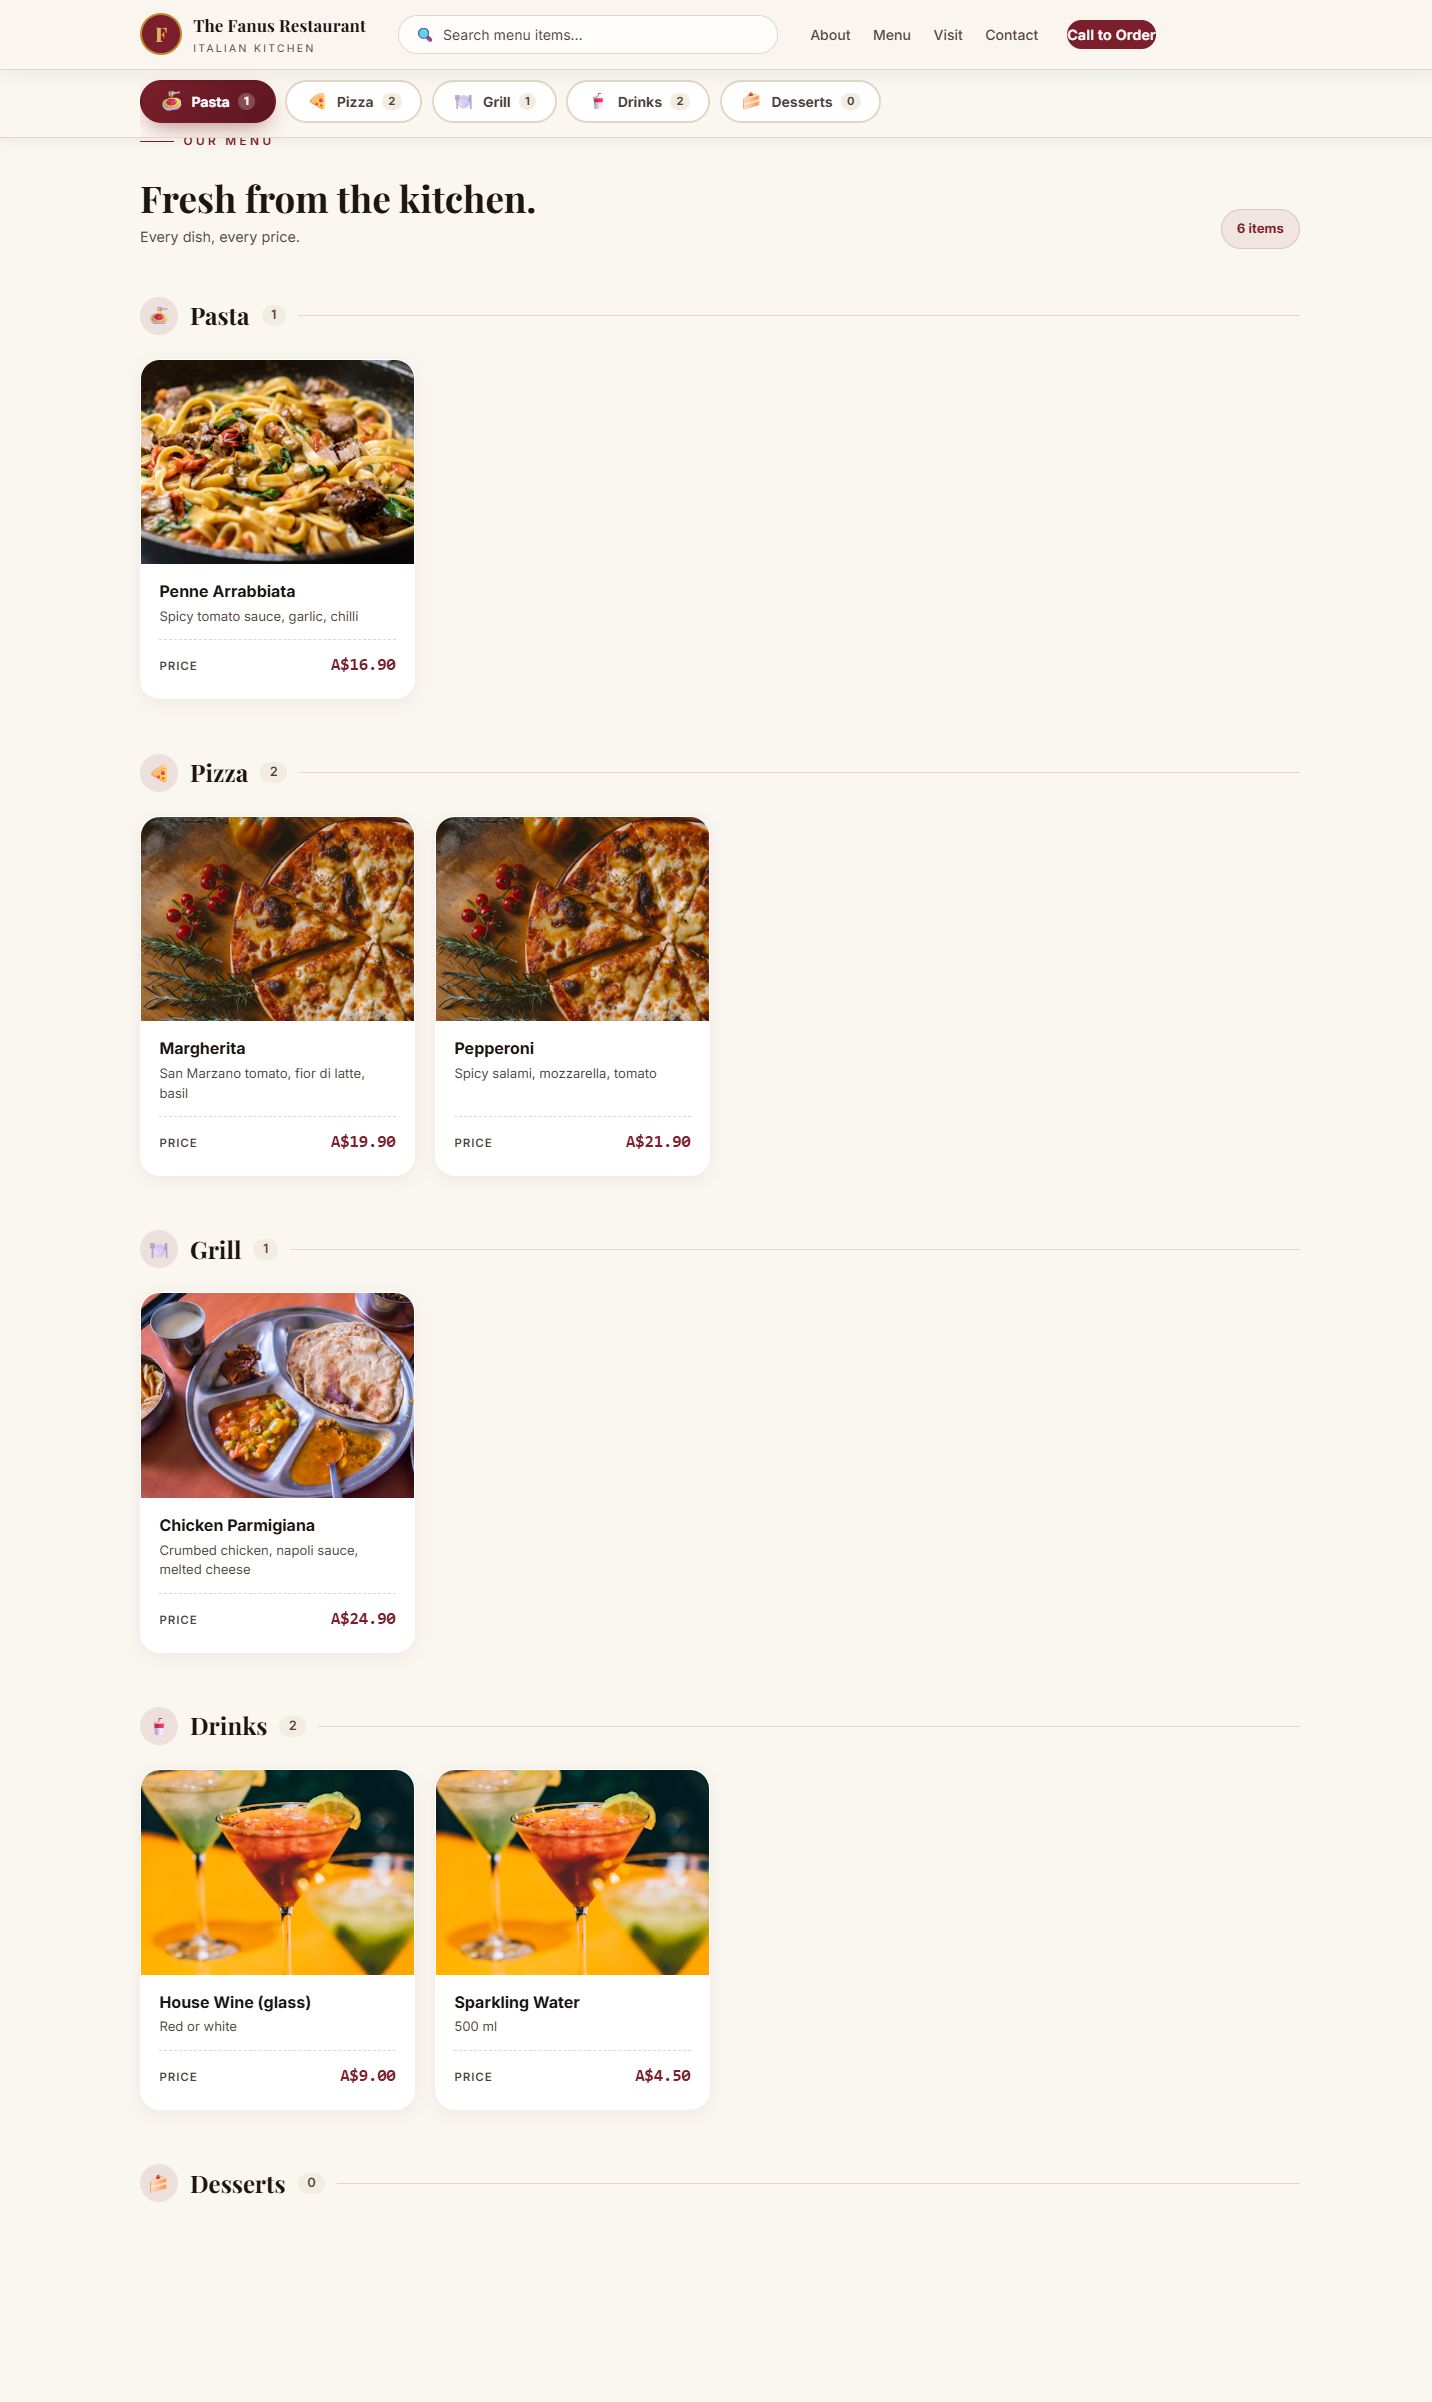 F
The Fanus Restaurant
ITALIAN KITCHEN
Search menu items...
About
Menu
Visit
Contact
Call to Order
Pasta 1
Pizza 2
Grill 1
Drinks 2
Desserts 0
OUR MENU
Fresh from the kitchen.
Every dish, every price.
6 items
Pasta 1
Penne Arrabbiata
Spicy tomato sauce, garlic, chilli
PRICE A$16.90
Pizza 2
Margherita
San Marzano tomato, fior di latte,
basil
PRICE A$19.90
Pepperoni
Spicy salami, mozzarella, tomato
PRICE A$21.90
Grill 1
Chicken Parmigiana
Crumbed chicken, napoli sauce,
melted cheese
PRICE A$24.90
Drinks 2
House Wine (glass)
Red or white
PRICE A$9.00
Sparkling Water
500 ml
PRICE A$4.50
Desserts 0